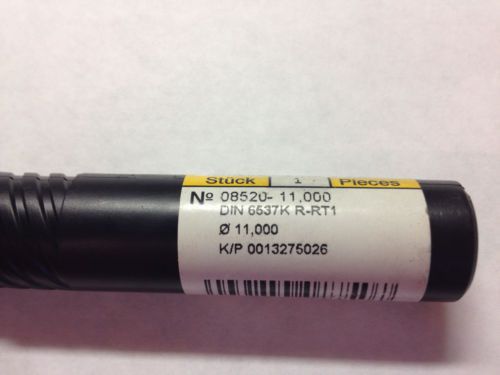 Stück 1 Pieces
№ 08520- 11,000
DIN 6537K R-RT1
Ø 11,000
K/P 0013275026